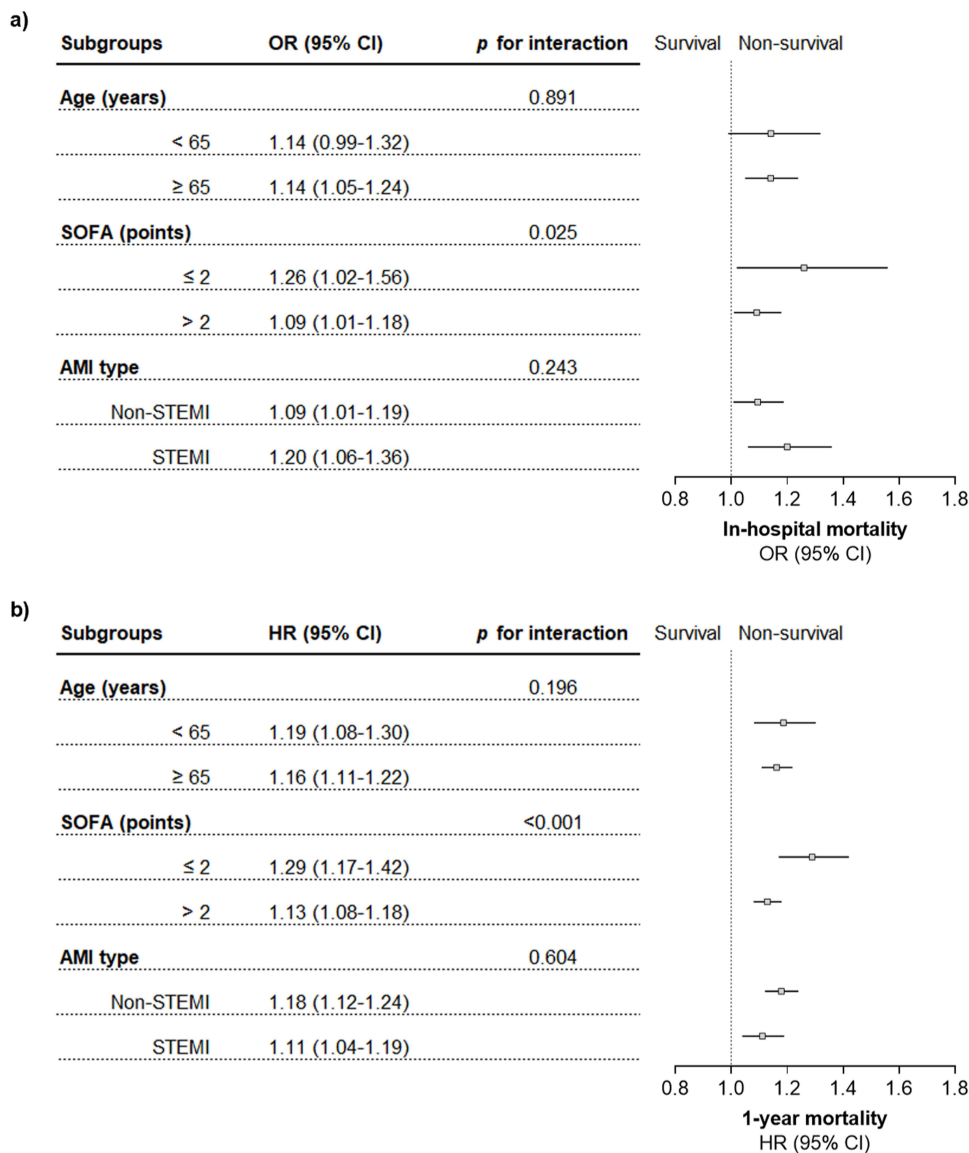 a)
Subgroups OR (95% CI) p for interaction Survival Non-survival
Age (years) 0.891
< 65 1.14 (0.99-1.32)
≥ 65 1.14 (1.05-1.24)
SOFA (points) 0.025
≤ 2 1.26 (1.02-1.56)
> 2 1.09 (1.01-1.18)
AMI type 0.243
Non-STEMI 1.09 (1.01-1.19)
STEMI 1.20 (1.06-1.36)
0.8 1.0 1.2 1.4 1.6 1.8
In-hospital mortality
OR (95% CI)
b)
Subgroups HR (95% CI) p for interaction Survival Non-survival
Age (years) 0.196
< 65 1.19 (1.08-1.30)
≥ 65 1.16 (1.11-1.22)
SOFA (points) <0.001
≤ 2 1.29 (1.17-1.42)
> 2 1.13 (1.08-1.18)
AMI type 0.604
Non-STEMI 1.18 (1.12-1.24)
STEMI 1.11 (1.04-1.19)
0.8 1.0 1.2 1.4 1.6 1.8
1-year mortality
HR (95% CI)